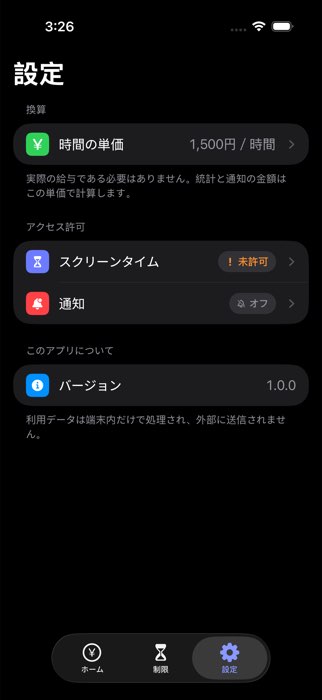 3:26
設定
換算
時間の単価 1,500円 / 時間
実際の給与である必要はありません。統計と通知の金額は
この単価で計算します。
アクセス許可
スクリーンタイム ! 未許可
通知 オフ
このアプリについて
バージョン 1.0.0
利用データは端末内だけで処理され、外部に送信されませ
ん。
ホーム 制限 設定